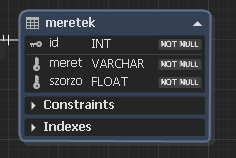 meretek
id INT NOT NULL
meret VARCHAR NOT NULL
szorzo FLOAT NOT NULL
Constraints
Indexes